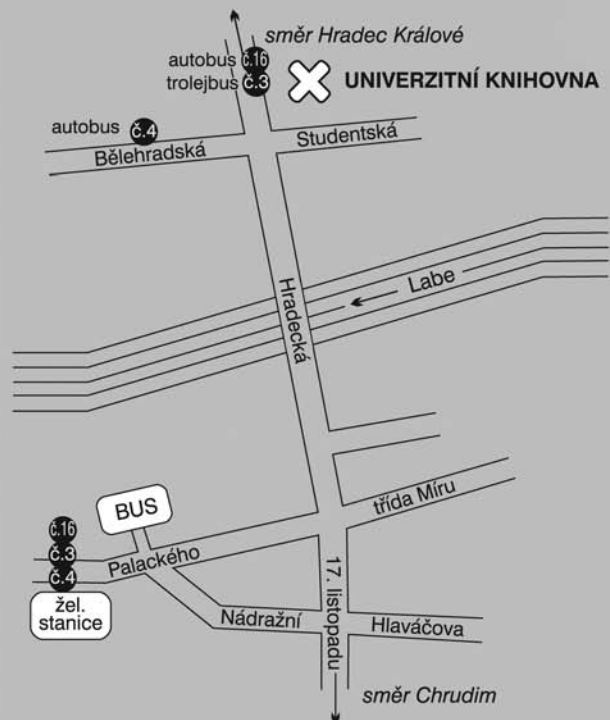 směr Hradec Králové
autobus č.16
trolejbus č.3
UNIVERZITNÍ KNIHOVNA
autobus č.4
Bělehradská
Studentská
Hradecká
Labe
třída Míru
BUS
č.16
č.3
č.4
Palackého
žel.
stanice
Nádražní
17. listopadu
Hlaváčova
směr Chrudim